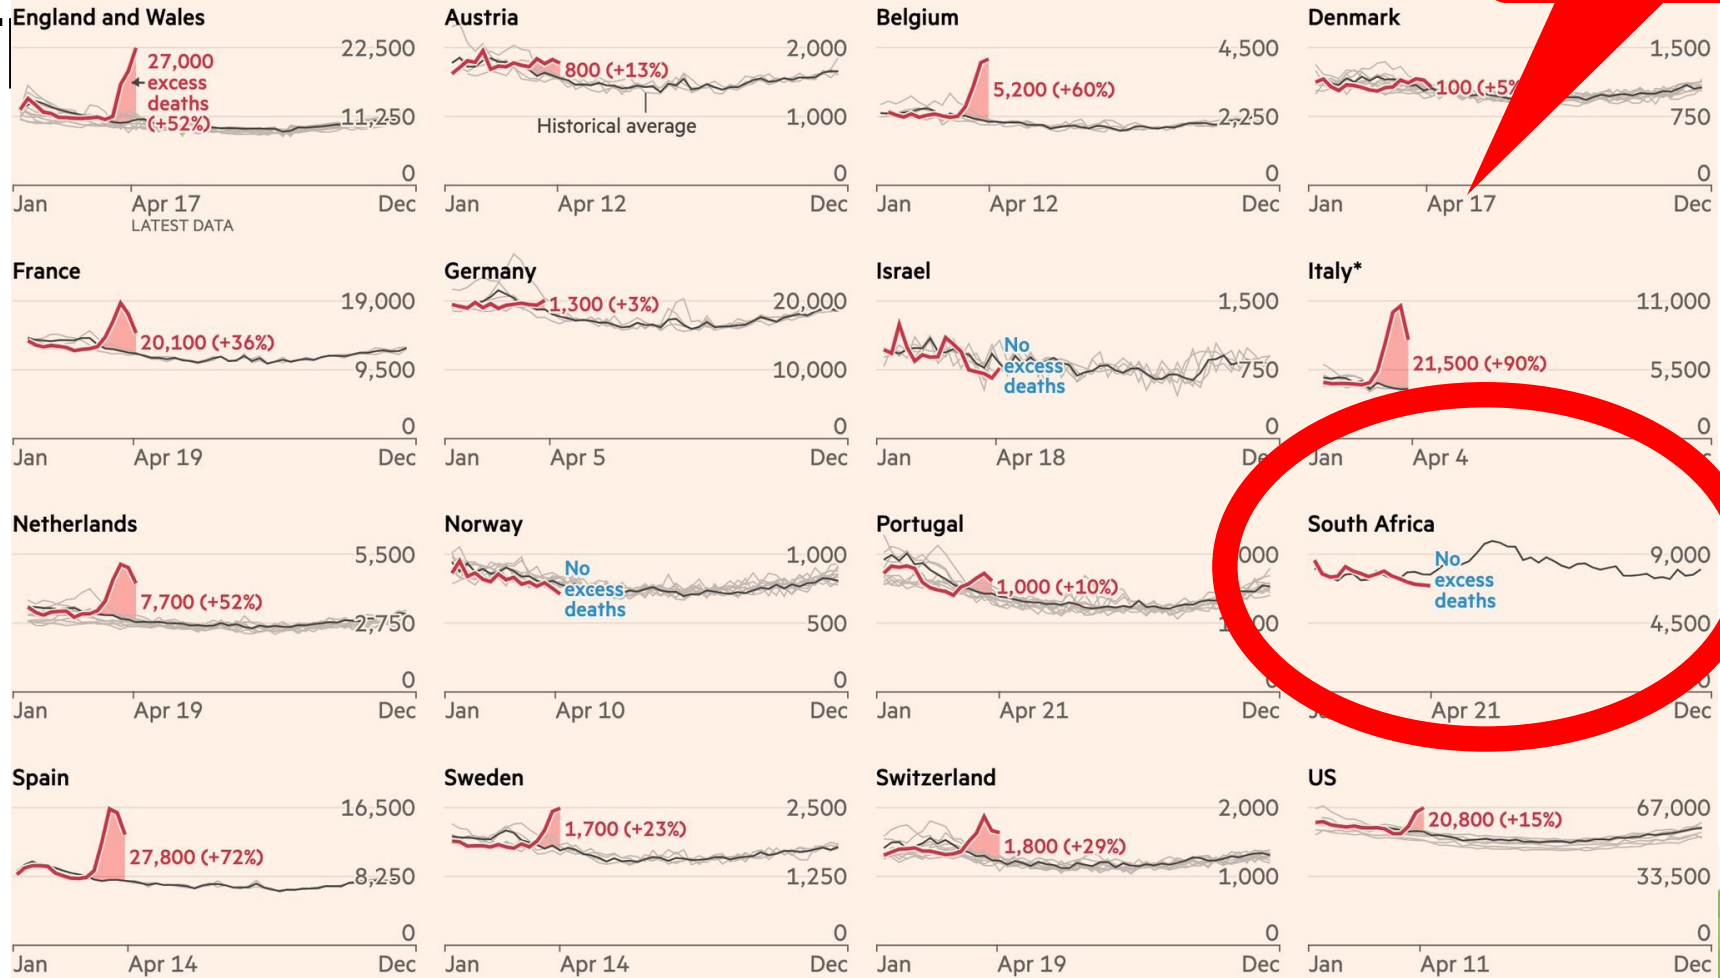 England and Wales
22,500
27,000
excess
deaths
(+52%)
11,250
0
Jan
Apr 17
Dec
LATEST DATA
Austria
2,000
800 (+13%)
1,000
Historical average
0
Jan
Apr 12
Dec
Belgium
4,500
5,200 (+60%)
2,250
0
Jan
Apr 12
Dec
Denmark
1,500
100 (+5%
750
0
Jan
Apr 17
Dec
France
19,000
20,100 (+36%)
9,500
0
Jan
Apr 19
Dec
Germany
20,000
1,300 (+3%)
10,000
0
Jan
Apr 5
Dec
Israel
1,500
No
excess
deaths
750
0
Jan
Apr 18
Italy*
11,000
21,500 (+90%)
5,500
0
Jan
Apr 4
Netherlands
5,500
7,700 (+52%)
2,750
0
Jan
Apr 19
Dec
Norway
1,000
No
excess
deaths
500
0
Jan
Apr 10
Dec
Portugal
000
1,000 (+10%)
Jan
Apr 21
Dec
South Africa
9,000
No
excess
deaths
4,500
Apr 21
Dec
Spain
16,500
27,800 (+72%)
8,250
0
Jan
Apr 14
Dec
Sweden
2,500
1,700 (+23%)
1,250
0
Jan
Apr 14
Dec
Switzerland
2,000
1,800 (+29%)
1,000
0
Jan
Apr 19
Dec
US
67,000
20,800 (+15%)
33,500
0
Jan
Apr 11
Dec